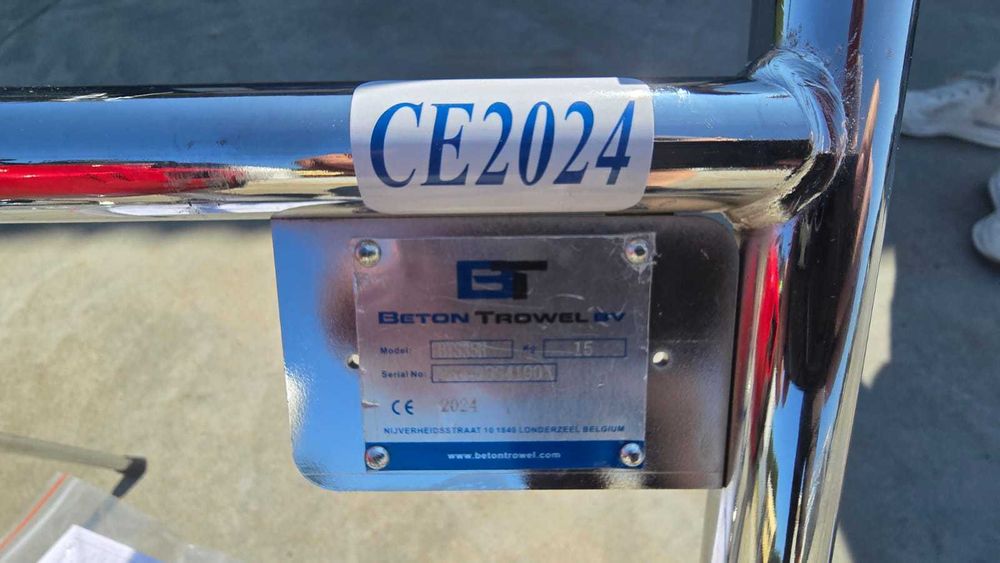 CE2024
BT
BETON TROWEL BV
Model:
Kg 15
Serial No:
CE 2024
NIJVERHEIDSSTRAAT 10 1840 LONDERZEEL BELGIUM
www.betontrowel.com